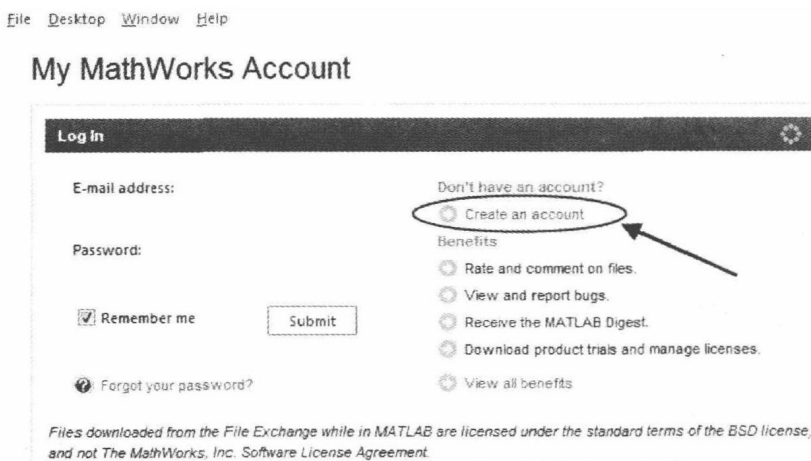 File Desktop Window Help
My MathWorks Account
Log In
E-mail address:
Password:
Remember me
Submit
Forgot your password?
Don't have an account?
Create an account
Benefits
Rate and comment on files.
View and report bugs.
Receive the MATLAB Digest.
Download product trials and manage licenses.
View all benefits
Files downloaded from the File Exchange while in MATLAB are licensed under the standard terms of the BSD license,
and not The MathWorks, Inc. Software License Agreement.